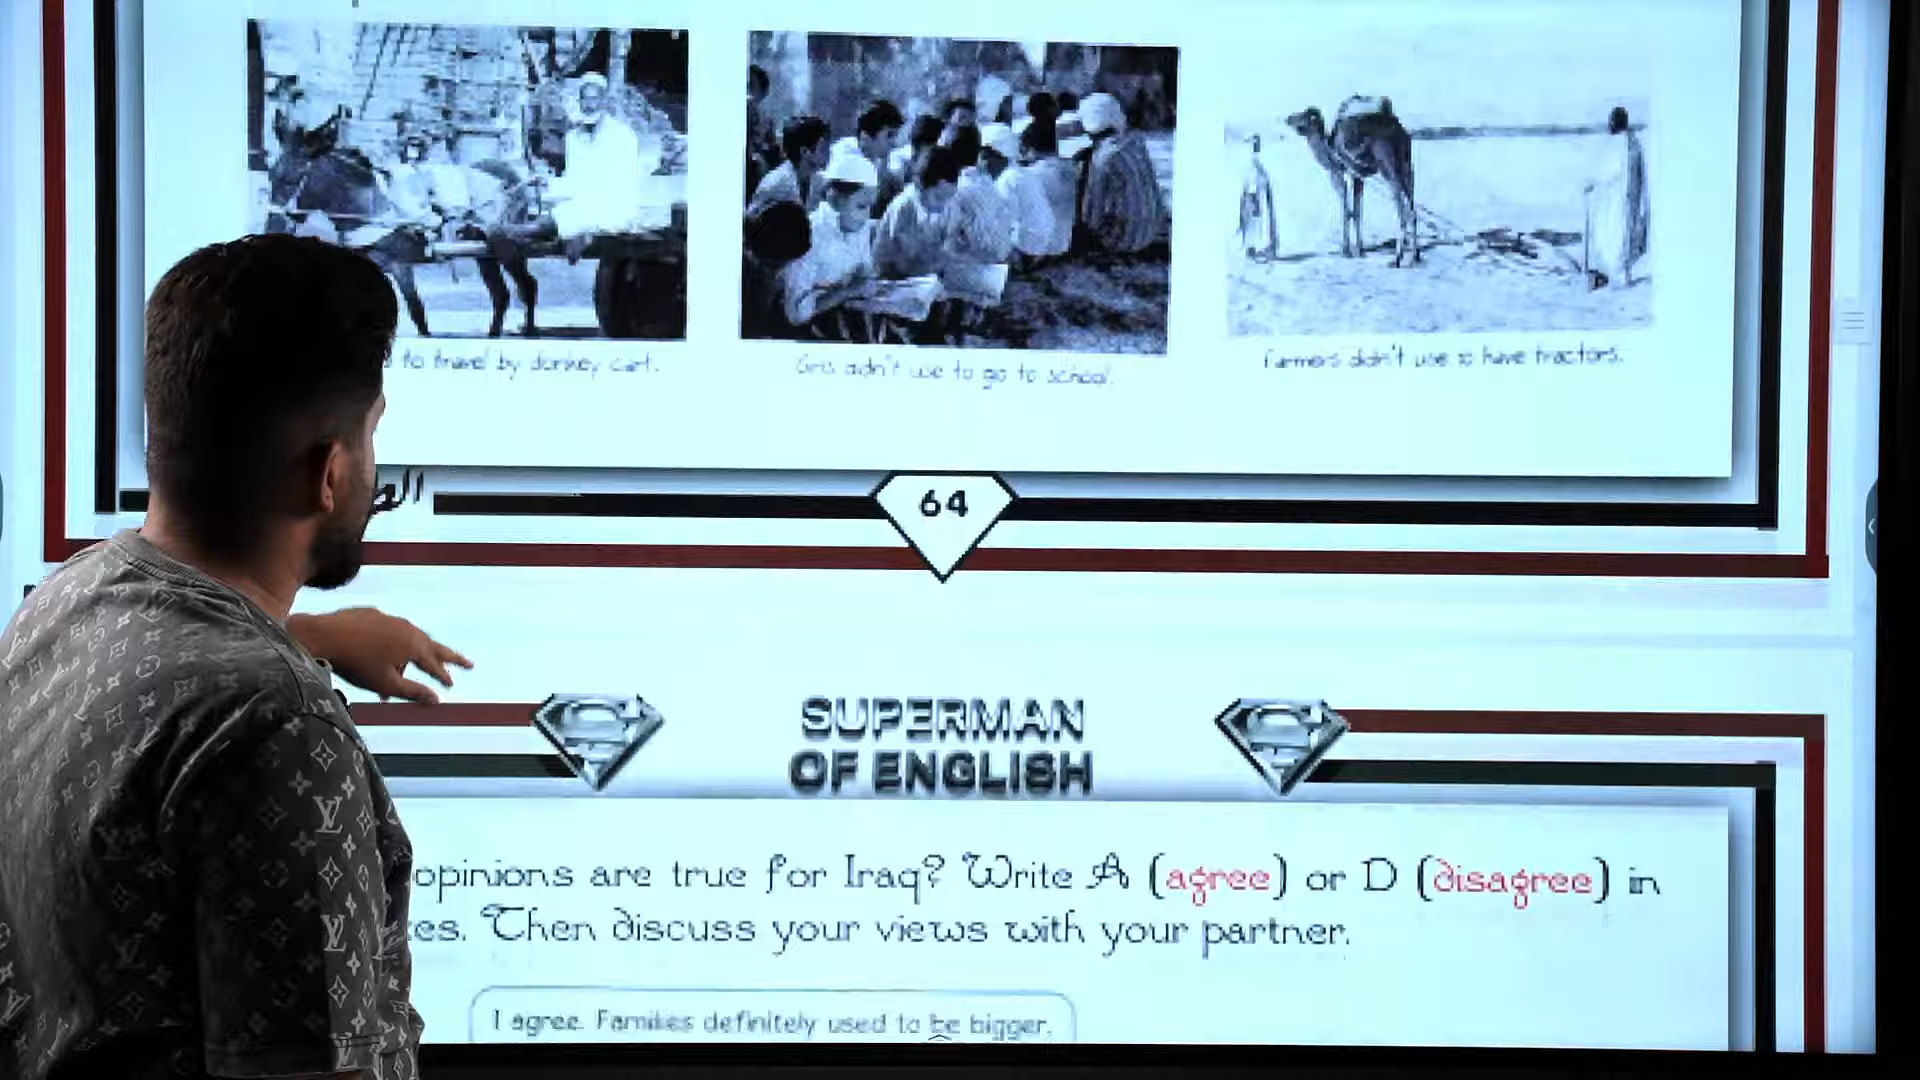 to travel by donkey cart.
Girls didn't use to go to school.
Farmers didn't use to have tractors.
64
SUPERMAN
OF ENGLISH
opinions are true for Iraq? Write A (agree) or D (disagree) in
es. Then discuss your views with your partner.
I agree. Families definitely used to be bigger.